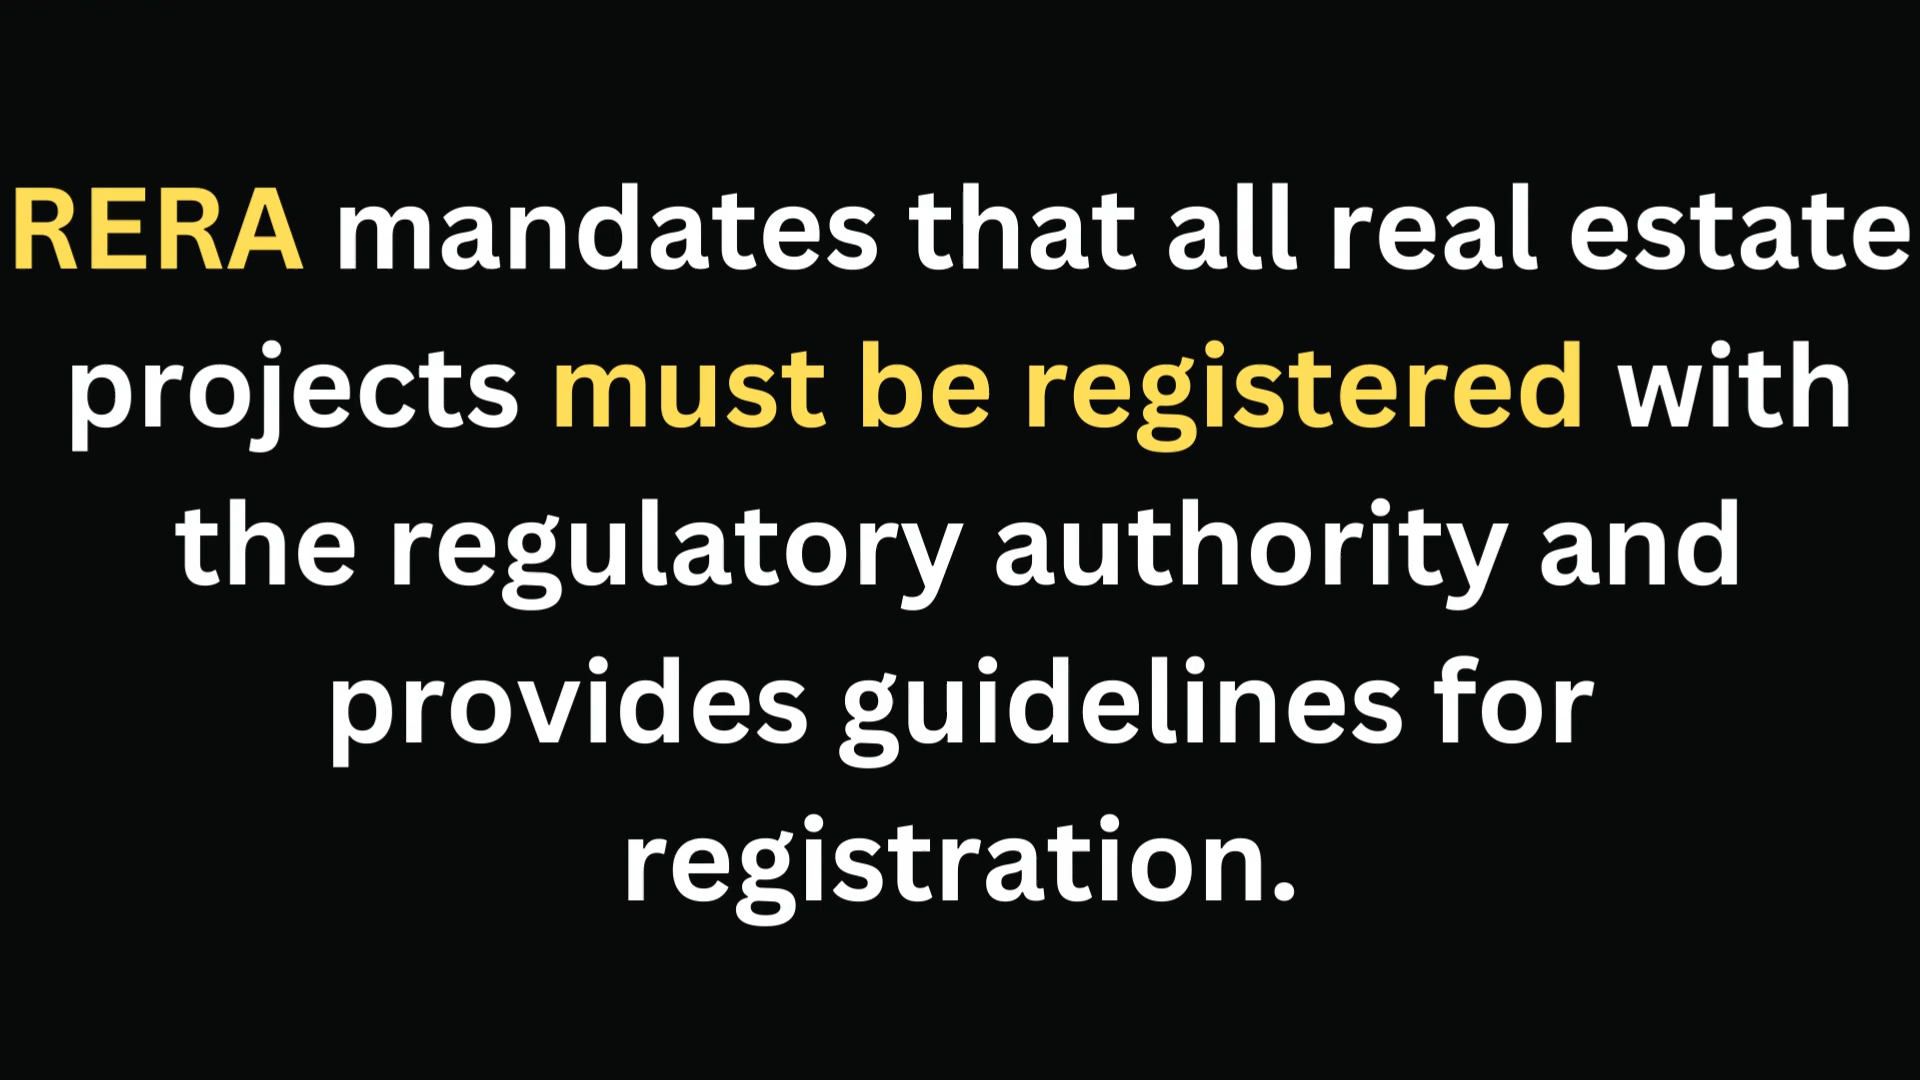 RERA mandates that all real estate
projects must be registered with
the regulatory authority and
provides guidelines for
registration.